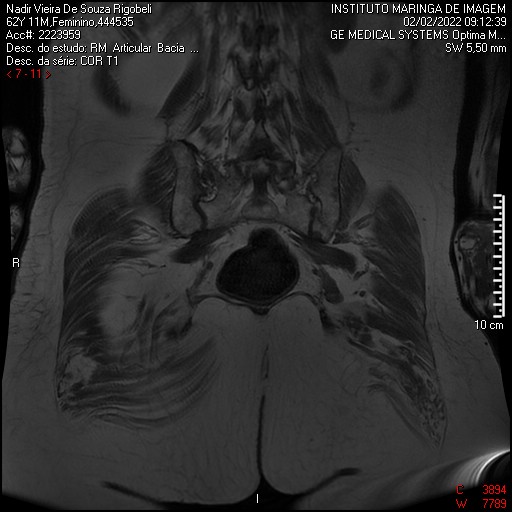 Nadir Vieira De Souza Rigobeli
62Y 11M,Feminino,444535
Acc#: 2223959
Desc. do estudo: RM Articular Bacia ...
Desc. da série: COR T1
< 7 - 11 >
INSTITUTO MARINGA DE IMAGEM
02/02/2022 09:12:39
GE MEDICAL SYSTEMS Optima M...
SW 5,50 mm
R
10 cm
I
C 3894
W 7789